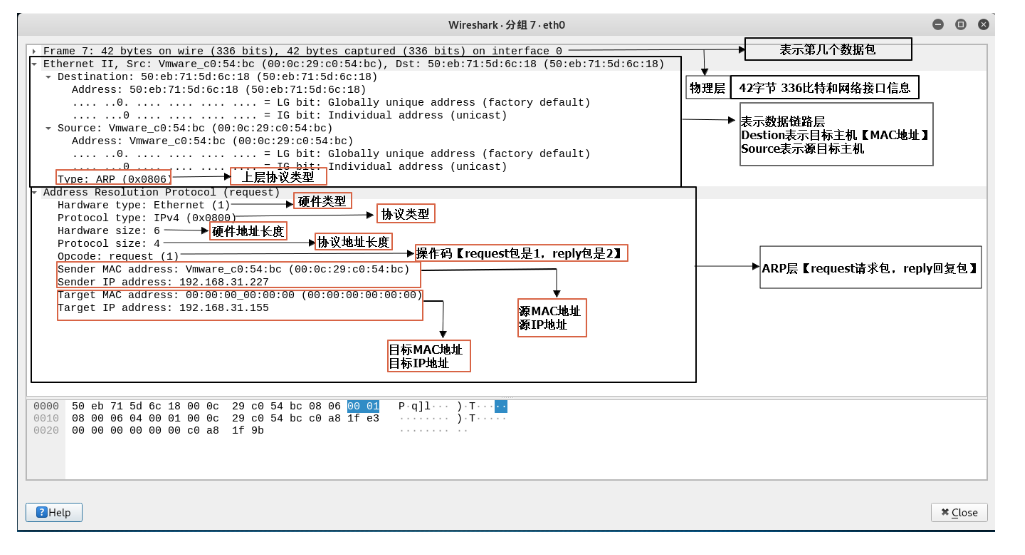 Wireshark · 分组 7 · eth0
Frame 7: 42 bytes on wire (336 bits), 42 bytes captured (336 bits) on interface 0
表示第几个数据包
Ethernet II, Src: Vmware_c0:54:bc (00:0c:29:c0:54:bc), Dst: 50:eb:71:5d:6c:18 (50:eb:71:5d:6c:18)
Destination: 50:eb:71:5d:6c:18 (50:eb:71:5d:6c:18)
物理层
42字节 336比特和网络接口信息
Address: 50:eb:71:5d:6c:18 (50:eb:71:5d:6c:18)
.... ..0. .... .... .... .... = LG bit: Globally unique address (factory default)
.... ...0 .... .... .... .... = IG bit: Individual address (unicast)
表示数据链路层
Destion表示目标主机【MAC地址】
Source表示源目标主机
Source: Vmware_c0:54:bc (00:0c:29:c0:54:bc)
Address: Vmware_c0:54:bc (00:0c:29:c0:54:bc)
.... ..0. .... .... .... .... = LG bit: Globally unique address (factory default)
.... ...0 .... .... .... .... = IG bit: Individual address (unicast)
Type: ARP (0x0806)
上层协议类型
Address Resolution Protocol (request)
Hardware type: Ethernet (1)
硬件类型
Protocol type: IPv4 (0x0800)
协议类型
Hardware size: 6
硬件地址长度
Protocol size: 4
协议地址长度
Opcode: request (1)
操作码【request包是1，reply包是2】
Sender MAC address: Vmware_c0:54:bc (00:0c:29:c0:54:bc)
ARP层【request请求包，reply回复包】
Sender IP address: 192.168.31.227
Target MAC address: 00:00:00_00:00:00 (00:00:00:00:00:00)
Target IP address: 192.168.31.155
源MAC地址
源IP地址
目标MAC地址
目标IP地址
0000 50 eb 71 5d 6c 18 00 0c 29 c0 54 bc 08 06 00 01 P·q]l··· )·T·····
0010 08 00 06 04 00 01 00 0c 29 c0 54 bc c0 a8 1f e3 ········ )·T·····
0020 00 00 00 00 00 00 c0 a8 1f 9b ········ ··
Help
Close